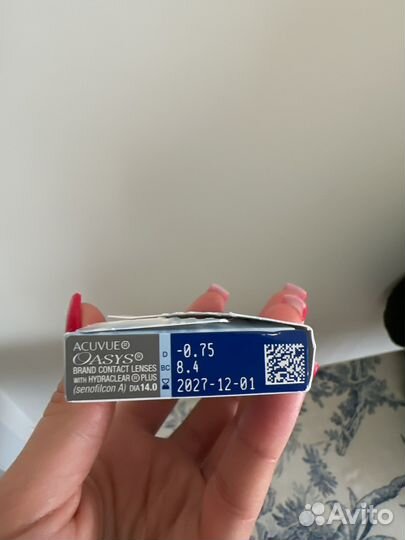 ACUVUE®
OASYS®
BRAND CONTACT LENSES
WITH HYDRACLEAR® PLUS
(senofilcon A) DIA 14.0
D -0.75
BC 8.4
2027-12-01
Avito